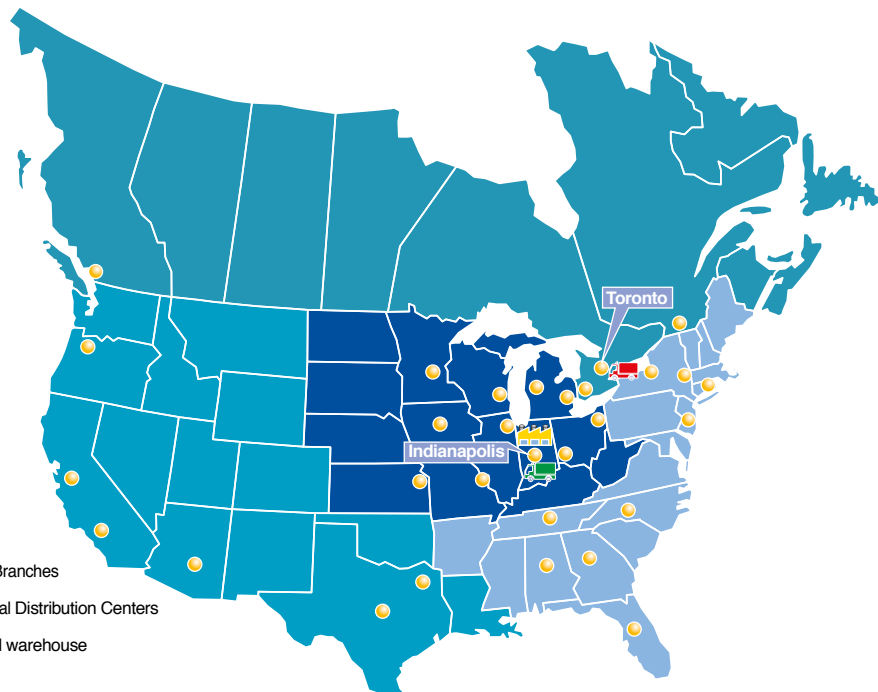 Toronto
Indianapolis
Branches
al Distribution Centers
warehouse